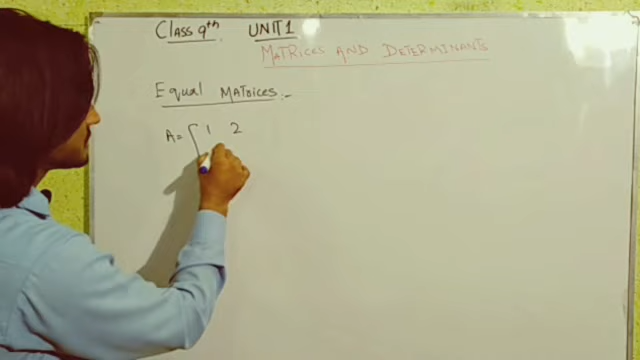 Class 9th UNIT 1
MATRICES AND DETERMINANTS
Equal MATRICES :-
A = [ 1 2